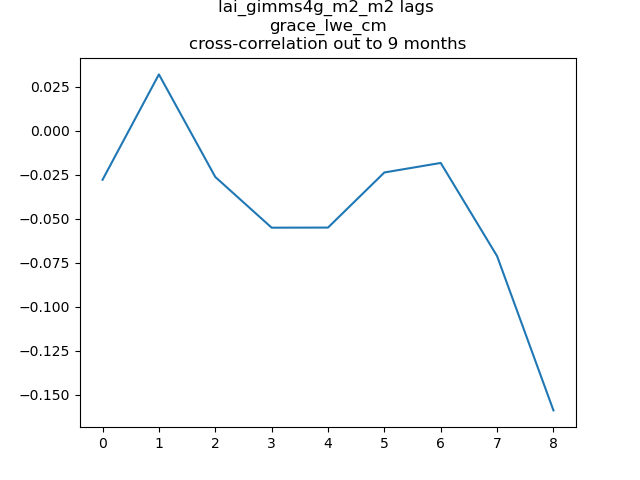 lai_gimms4g_m2_m2 lags
grace_lwe_cm
cross-correlation out to 9 months
0.025
0.000
−0.025
−0.050
−0.075
−0.100
−0.125
−0.150
0 1 2 3 4 5 6 7 8